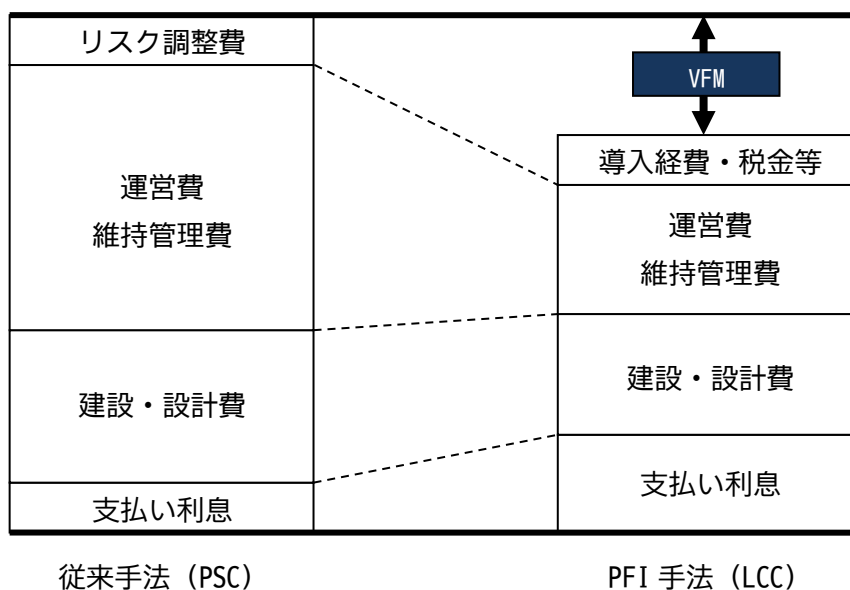 リスク調整費
運営費
維持管理費
建設・設計費
支払い利息
従来手法（PSC）
VFM
導入経費・税金等
運営費
維持管理費
建設・設計費
支払い利息
PFI 手法（LCC）